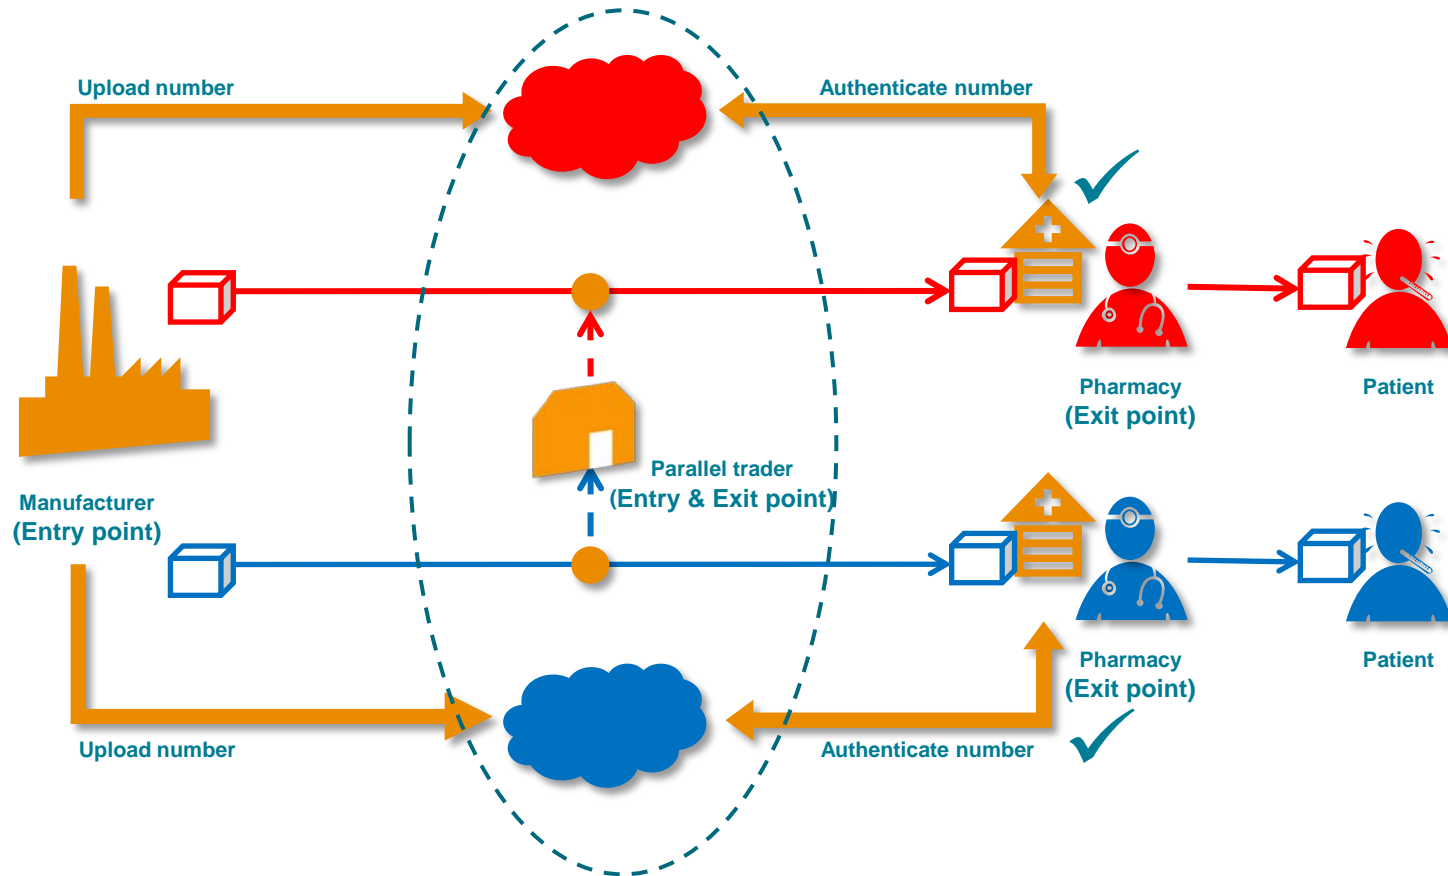 Upload number
Authenticate number
Pharmacy
(Exit point)
Patient
Parallel trader
(Entry & Exit point)
Manufacturer
(Entry point)
Pharmacy
(Exit point)
Patient
Upload number
Authenticate number